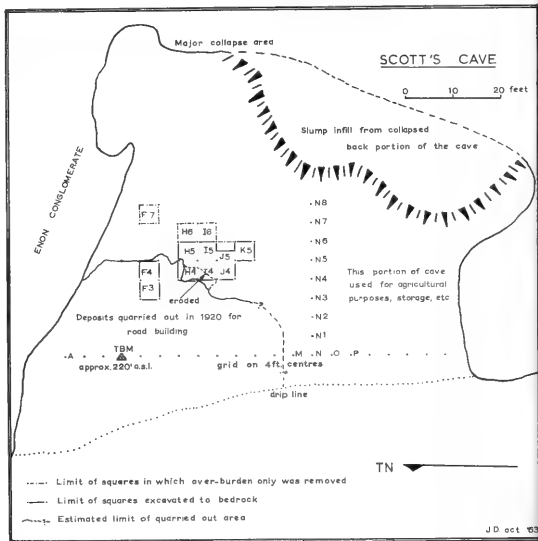 Major collapse area
SCOTT'S CAVE
0 10 20 feet
Slump infill from collapsed
back portion of the cave
ENON CONGLOMERATE
F7
H6 I6
H5 I5 J5 K5
F4 H4 I4 J4
F3
eroded
Deposits quarried out in 1920 for
road building
N8
N7
N6
N5
N4
N3
N2
N1
This portion of cave
used for agricultural
purposes, storage, etc
A
TBM
approx. 220' a.s.l.
M N O P
grid on 4ft. centres
drip line
TN
Limit of squares in which over-burden only was removed
Limit of squares excavated to bedrock
Estimated limit of quarried out area
J.D. oct '63